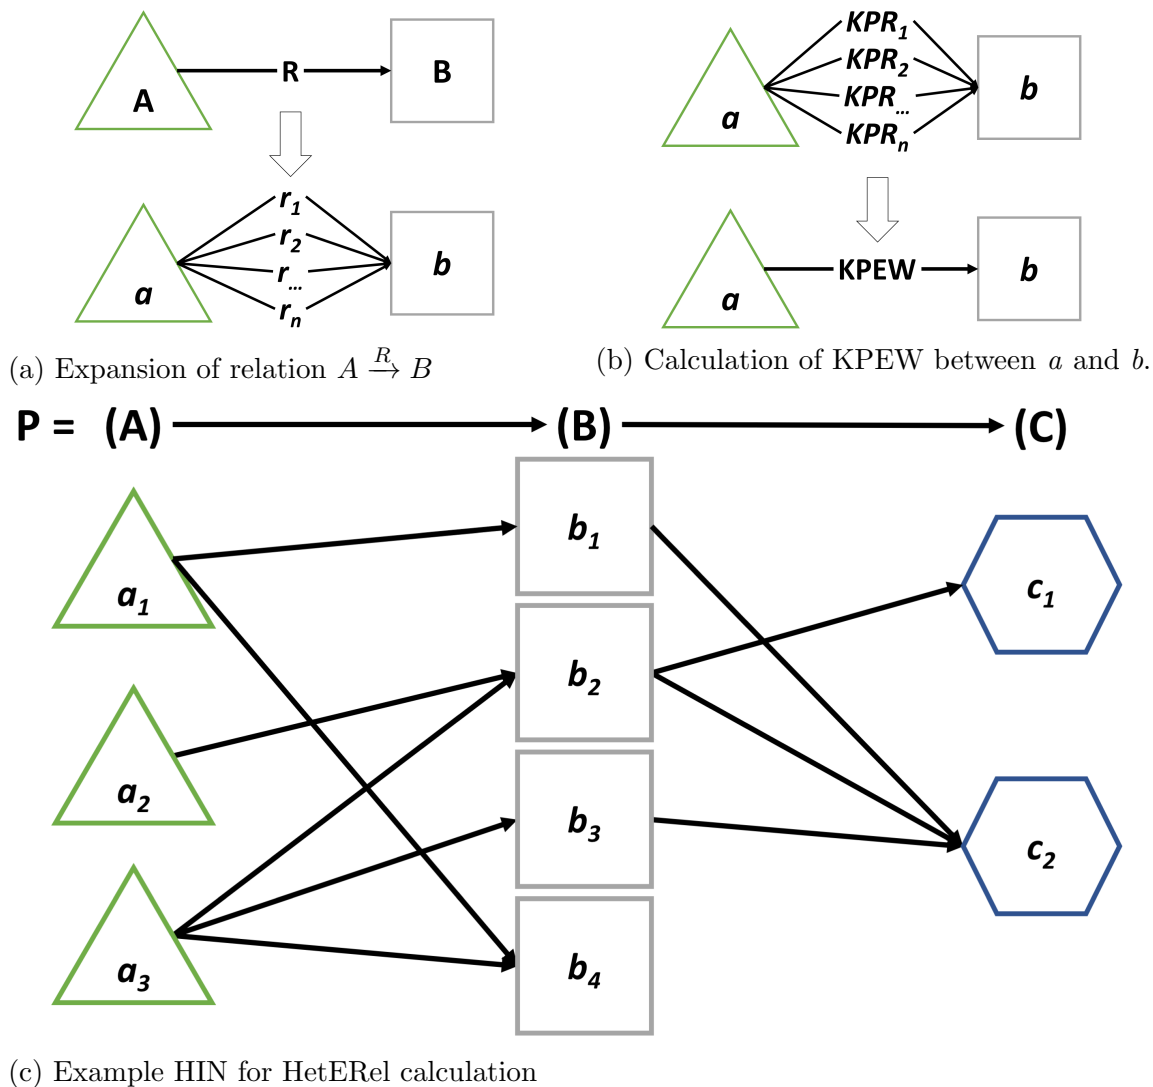 A
R
B
a
r1
r2
r...
rn
b
(a) Expansion of relation A R→ B
a
KPR1
KPR2
KPR...
KPRn
b
a
KPEW
b
(b) Calculation of KPEW between a and b.
P = (A) (B) (C)
a1
a2
a3
b1
b2
b3
b4
c1
c2
(c) Example HIN for HetERel calculation